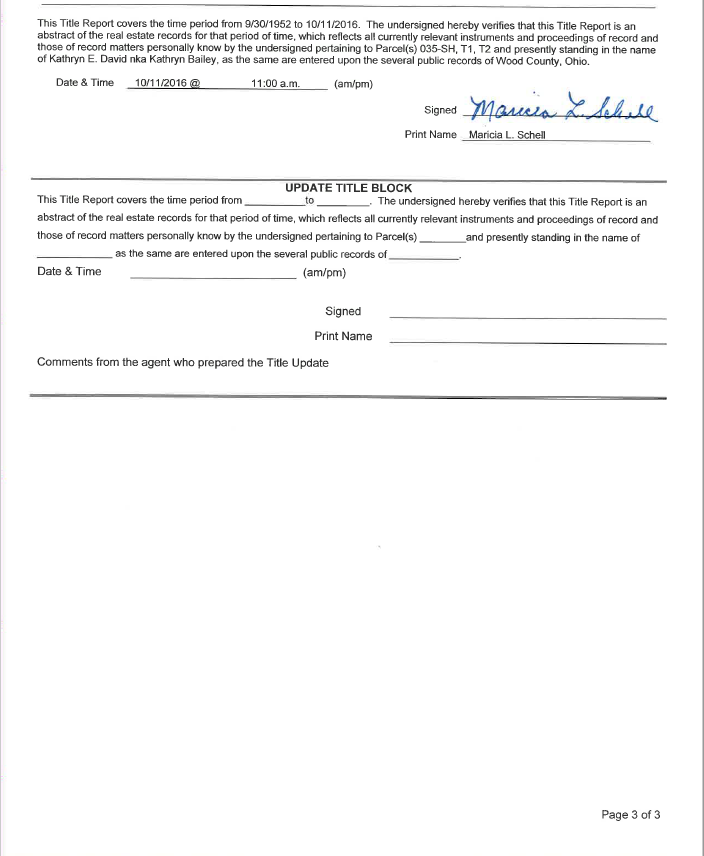 This Title Report covers the time period from 9/30/1952 to 10/11/2016. The undersigned hereby verifies that this Title Report is an
abstract of the real estate records for that period of time, which reflects all currently relevant instruments and proceedings of record and
those of record matters personally know by the undersigned pertaining to Parcel(s) 035-SH, T1, T2 and presently standing in the name
of Kathryn E. David nka Kathryn Bailey, as the same are entered upon the several public records of Wood County, Ohio.
Date & Time 10/11/2016 @ 11:00 a.m. (am/pm)
Signed Maricia L. Schell
Print Name Maricia L. Schell
UPDATE TITLE BLOCK
This Title Report covers the time period from __________ to _________. The undersigned hereby verifies that this Title Report is an
abstract of the real estate records for that period of time, which reflects all currently relevant instruments and proceedings of record and
those of record matters personally know by the undersigned pertaining to Parcel(s) ________ and presently standing in the name of
_____________ as the same are entered upon the several public records of ____________.
Date & Time __________________________ (am/pm)
Signed
Print Name
Comments from the agent who prepared the Title Update
Page 3 of 3